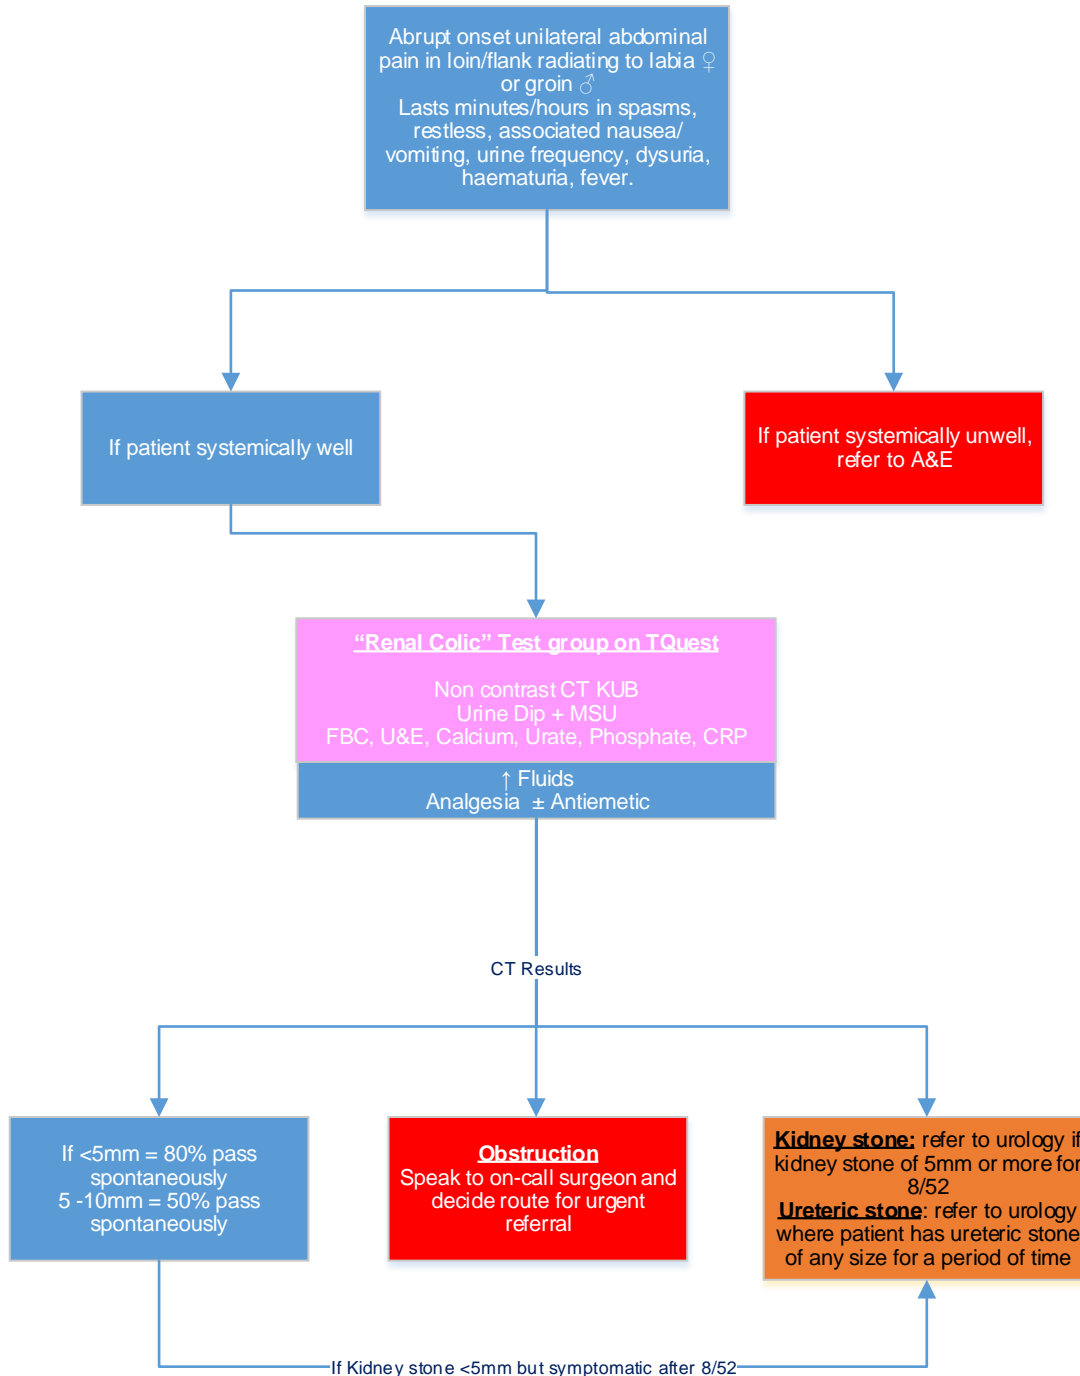 Abrupt onset unilateral abdominal
pain in loin/flank radiating to labia ♀
or groin ♂
Lasts minutes/hours in spasms,
restless, associated nausea/
vomiting, urine frequency, dysuria,
haematuria, fever.
If patient systemically well
If patient systemically unwell,
refer to A&E
“Renal Colic” Test group on TQuest
Non contrast CT KUB
Urine Dip + MSU
FBC, U&E, Calcium, Urate, Phosphate, CRP
↑ Fluids
Analgesia ± Antiemetic
CT Results
If <5mm = 80% pass
spontaneously
5 -10mm = 50% pass
spontaneously
Obstruction
Speak to on-call surgeon and
decide route for urgent
referral
Kidney stone: refer to urology if
kidney stone of 5mm or more for
8/52
Ureteric stone: refer to urology
where patient has ureteric stone
of any size for a period of time
If Kidney stone <5mm but symptomatic after 8/52